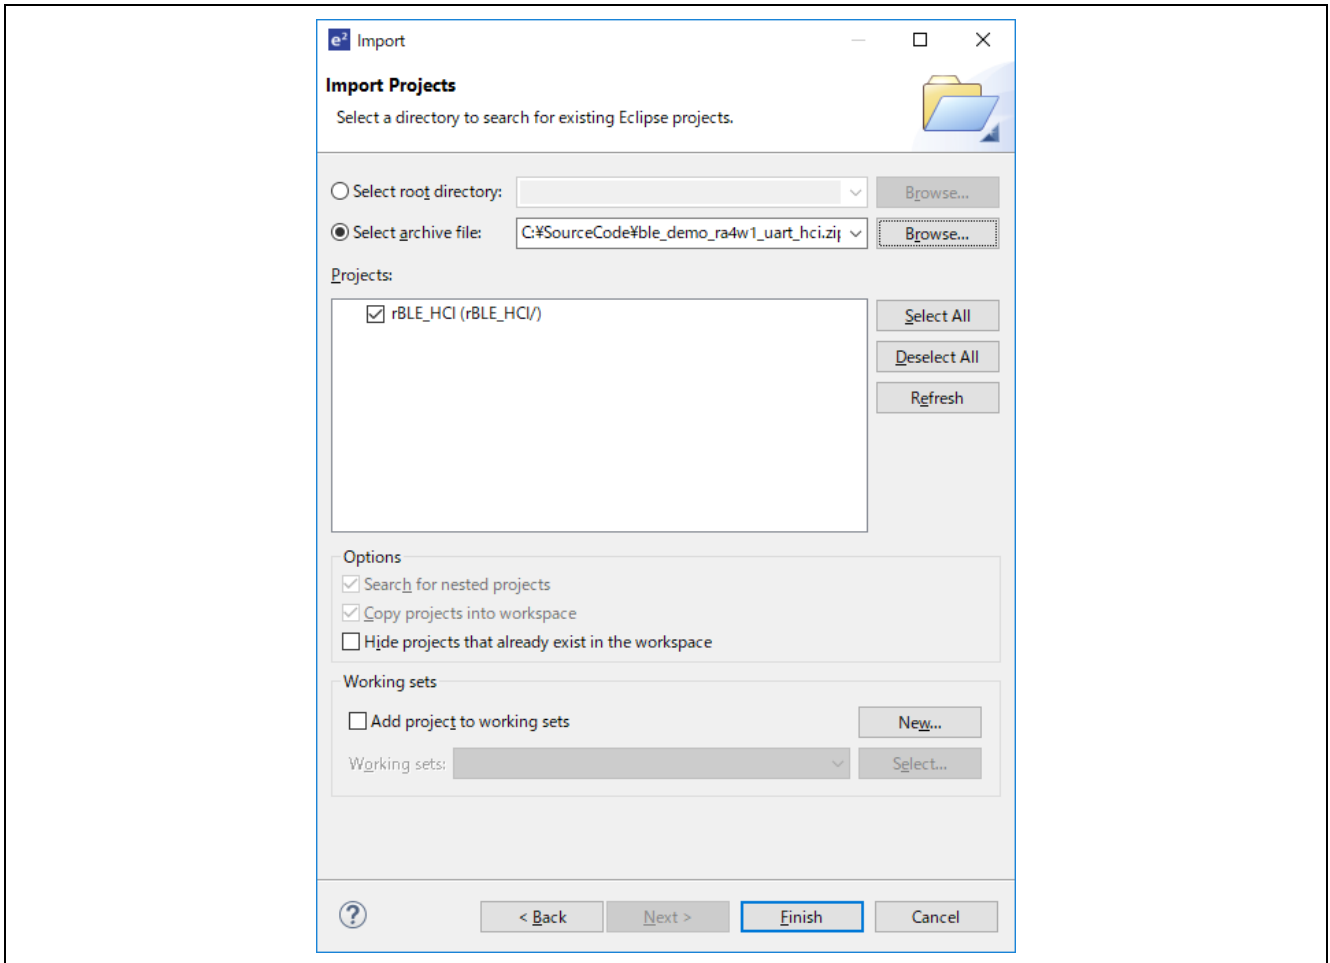 e² Import
Import Projects
Select a directory to search for existing Eclipse projects.
Select root directory:
Browse...
Select archive file:
C:¥SourceCode¥ble_demo_ra4w1_uart_hci.zip
Browse...
Projects:
rBLE_HCI (rBLE_HCI/)
Select All
Deselect All
Refresh
Options
Search for nested projects
Copy projects into workspace
Hide projects that already exist in the workspace
Working sets
Add project to working sets
New...
Working sets:
Select...
?
< Back
Next >
Finish
Cancel